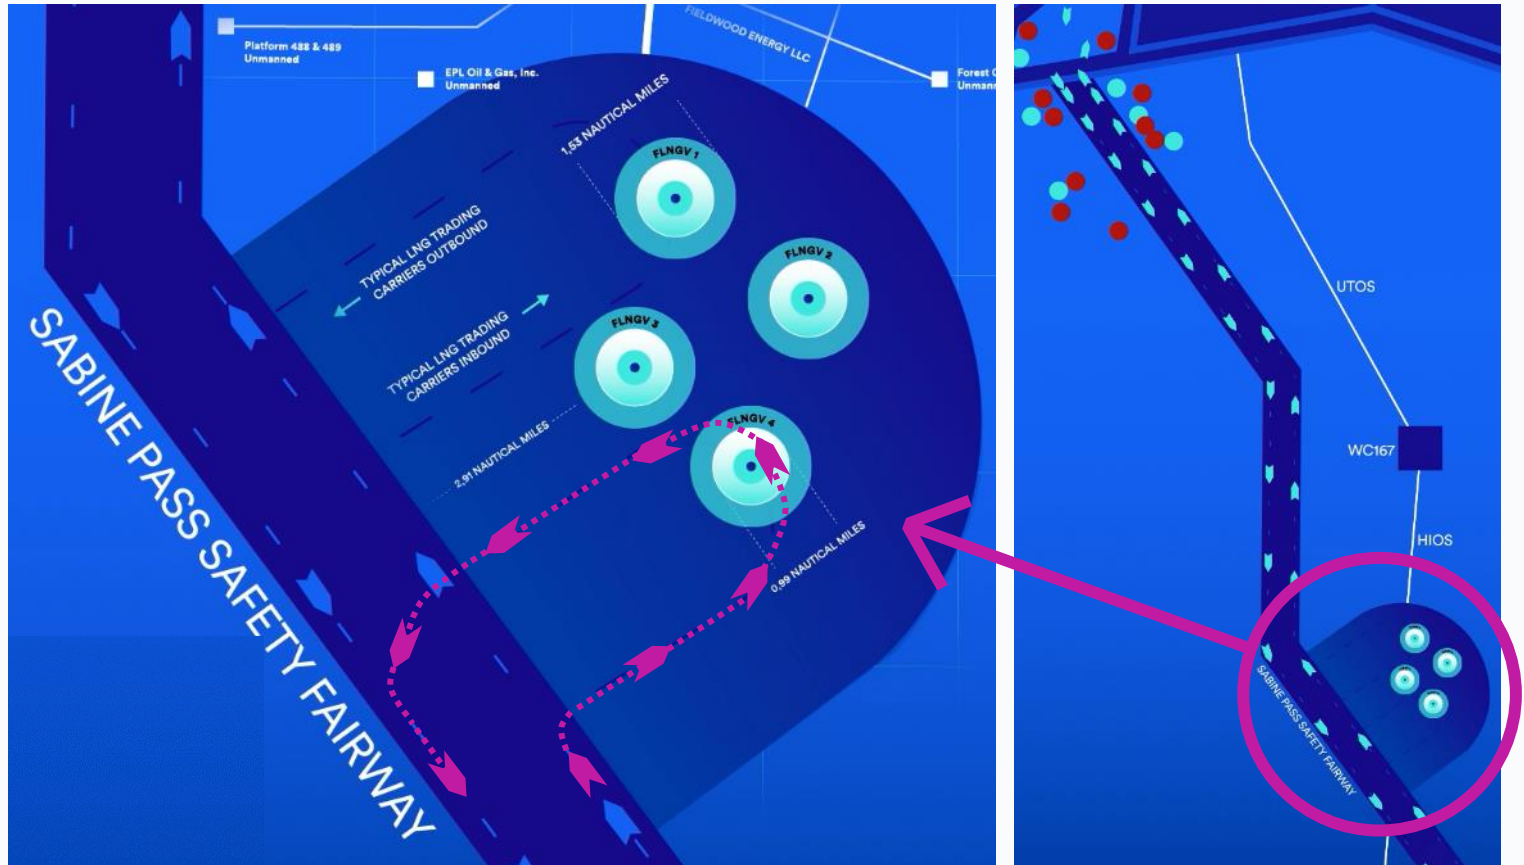 Platform 488 & 489
Unmanned
EPL Oil & Gas, Inc.
Unmanned
FIELDWOOD ENERGY LLC
Forest
1,53 NAUTICAL MILES
FLNGV 1
FLNGV 2
TYPICAL LNG TRADING
CARRIERS OUTBOUND
TYPICAL LNG TRADING
CARRIERS INBOUND
FLNGV 3
2,91 NAUTICAL MILES
FLNGV 4
0,99 NAUTICAL MILES
SABINE PASS SAFETY FAIRWAY
UTOS
WC167
HIOS
SABINE PASS SAFETY FAIRWAY